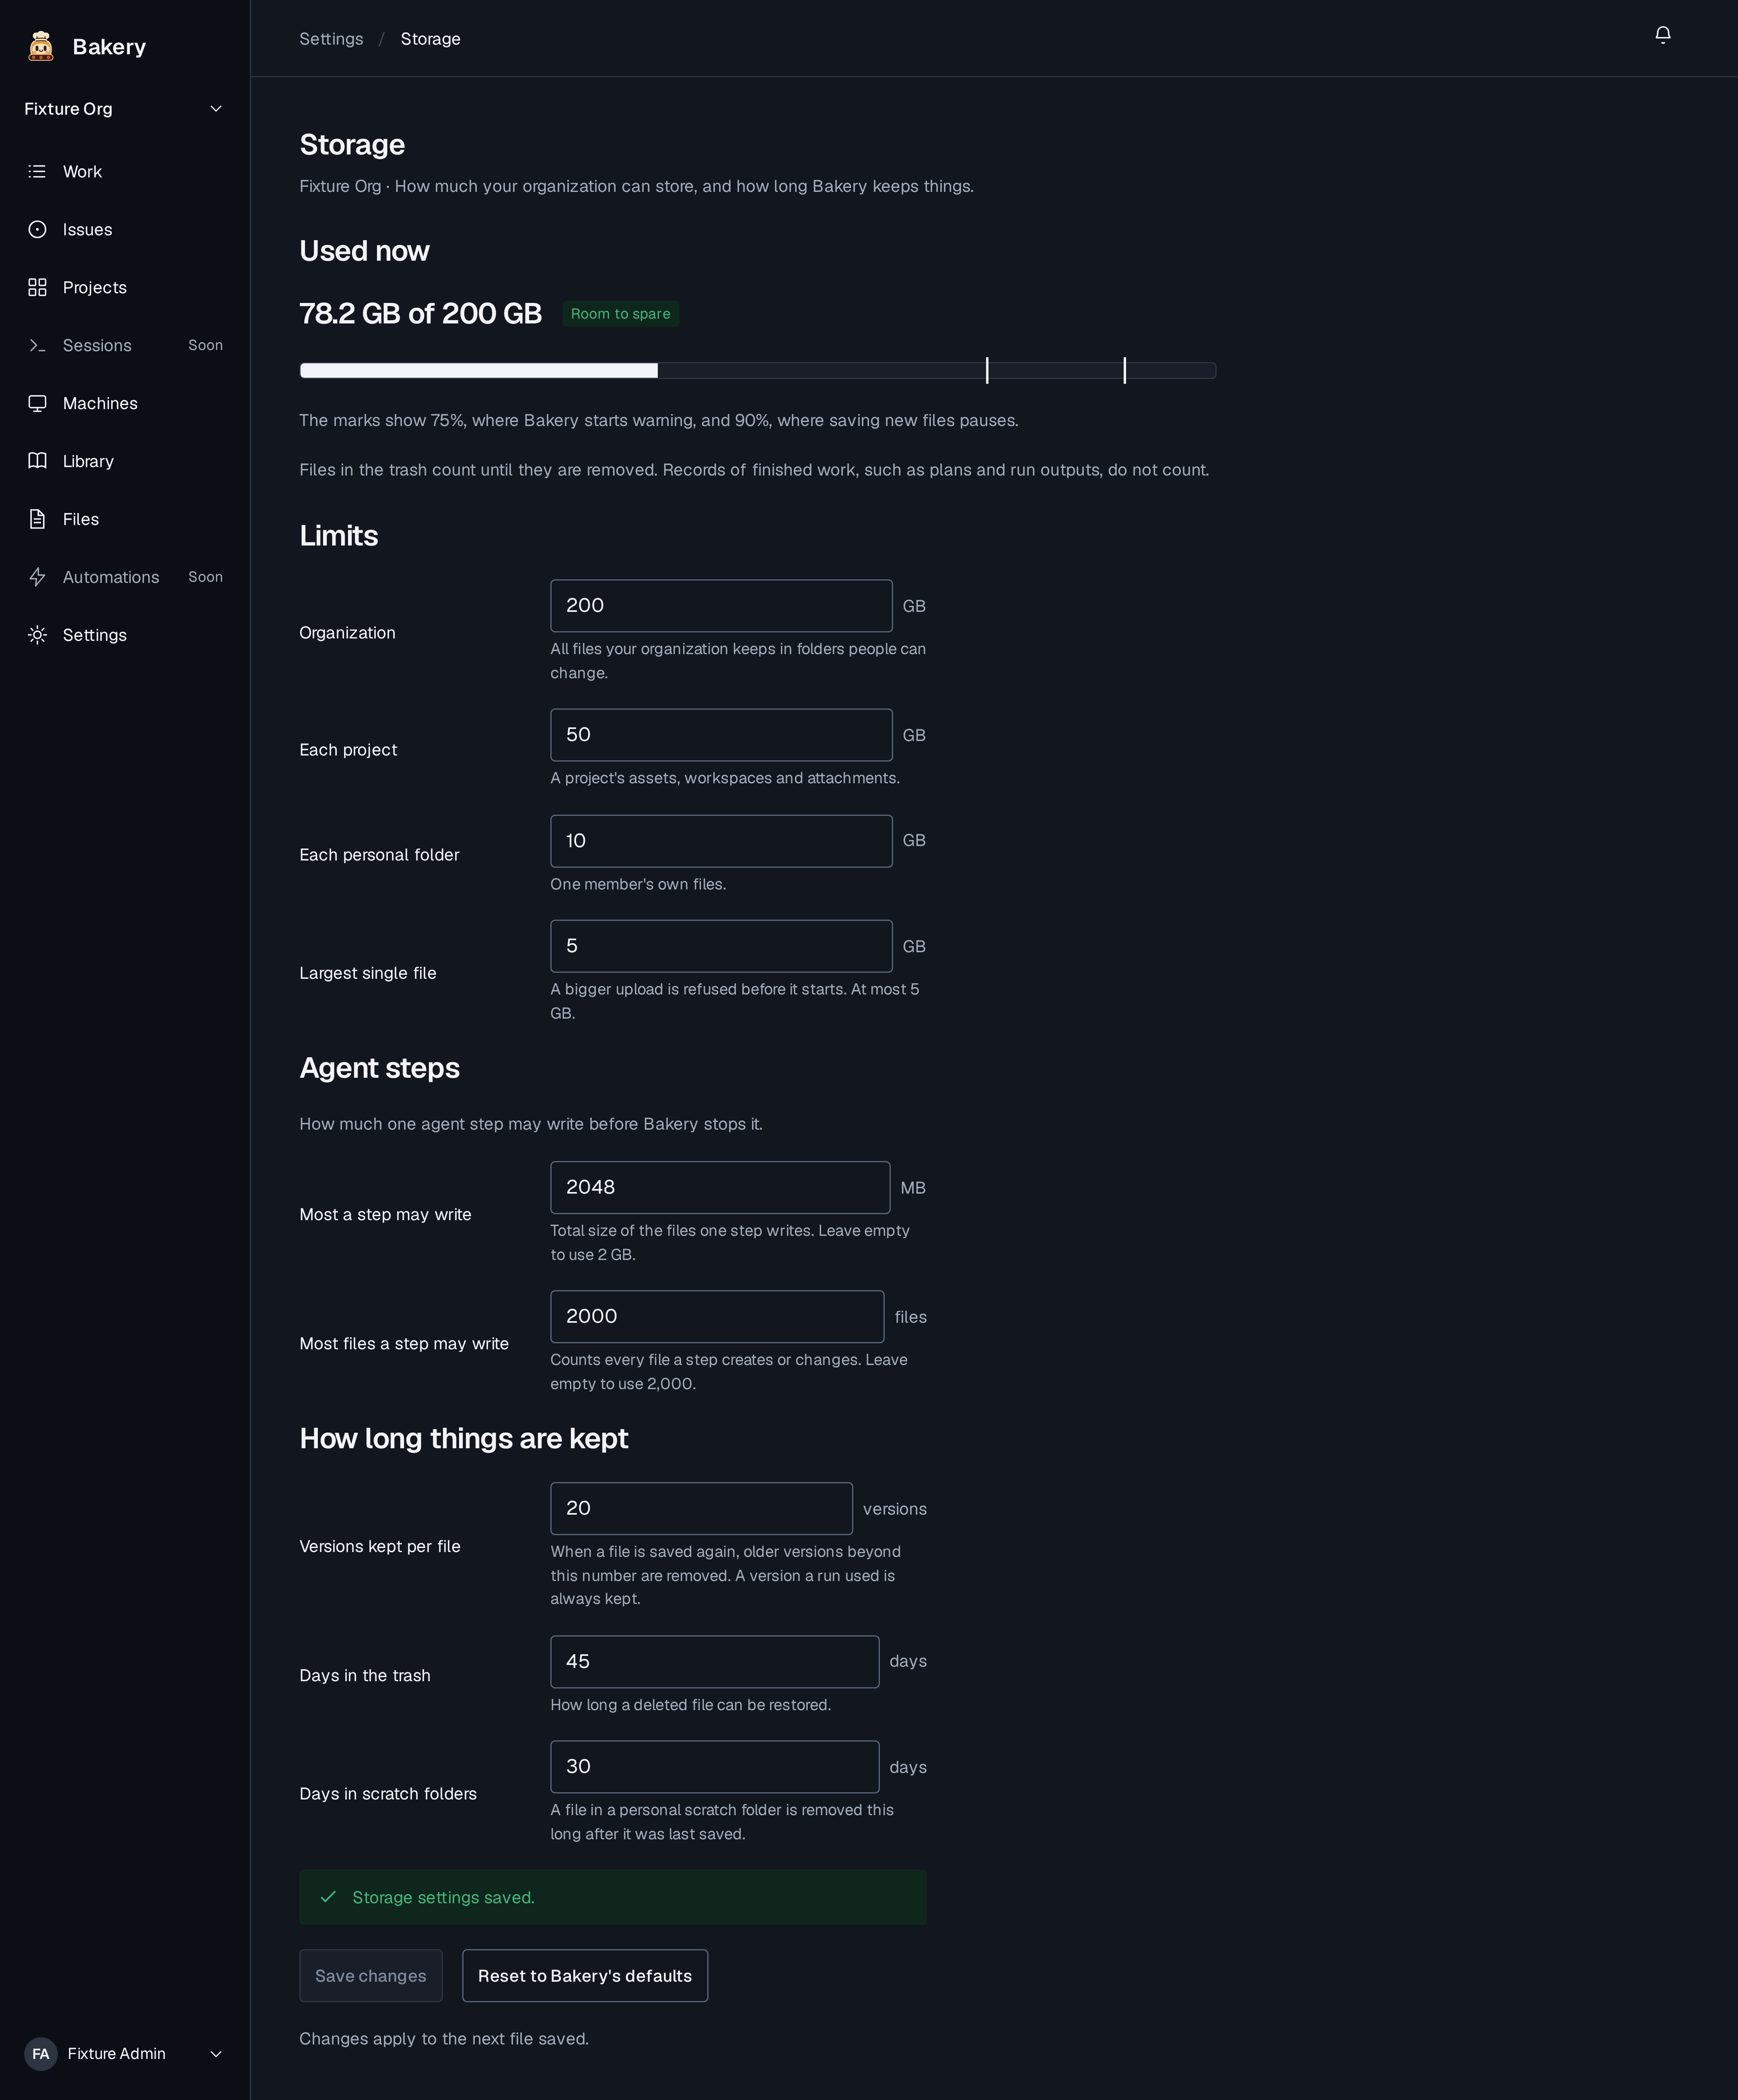 Bakery
Fixture Org
Work
Issues
Projects
Sessions Soon
Machines
Library
Files
Automations Soon
Settings
FA Fixture Admin
Settings / Storage
Storage
Fixture Org · How much your organization can store, and how long Bakery keeps things.
Used now
78.2 GB of 200 GB Room to spare
The marks show 75%, where Bakery starts warning, and 90%, where saving new files pauses.
Files in the trash count until they are removed. Records of finished work, such as plans and run outputs, do not count.
Limits
Organization
200 GB
All files your organization keeps in folders people can
change.
Each project
50 GB
A project's assets, workspaces and attachments.
Each personal folder
10 GB
One member's own files.
Largest single file
5 GB
A bigger upload is refused before it starts. At most 5
GB.
Agent steps
How much one agent step may write before Bakery stops it.
Most a step may write
2048 MB
Total size of the files one step writes. Leave empty
to use 2 GB.
Most files a step may write
2000 files
Counts every file a step creates or changes. Leave
empty to use 2,000.
How long things are kept
Versions kept per file
20 versions
When a file is saved again, older versions beyond
this number are removed. A version a run used is
always kept.
Days in the trash
45 days
How long a deleted file can be restored.
Days in scratch folders
30 days
A file in a personal scratch folder is removed this
long after it was last saved.
Storage settings saved.
Save changes Reset to Bakery's defaults
Changes apply to the next file saved.